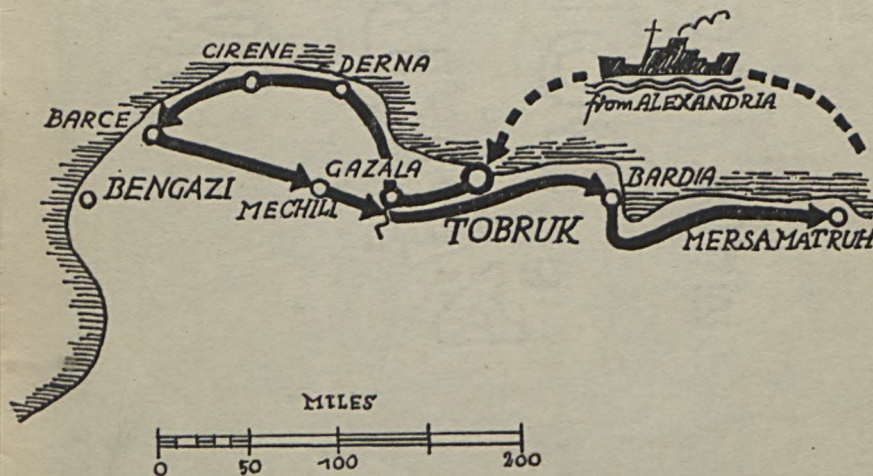 CIRENE
DERNA
from ALEXANDRIA
BARCE
GAZALA
BARDIA
BENGAZI
MECHILI
TOBRUK
MERSAMATRUH
MILES
0 50 100 200